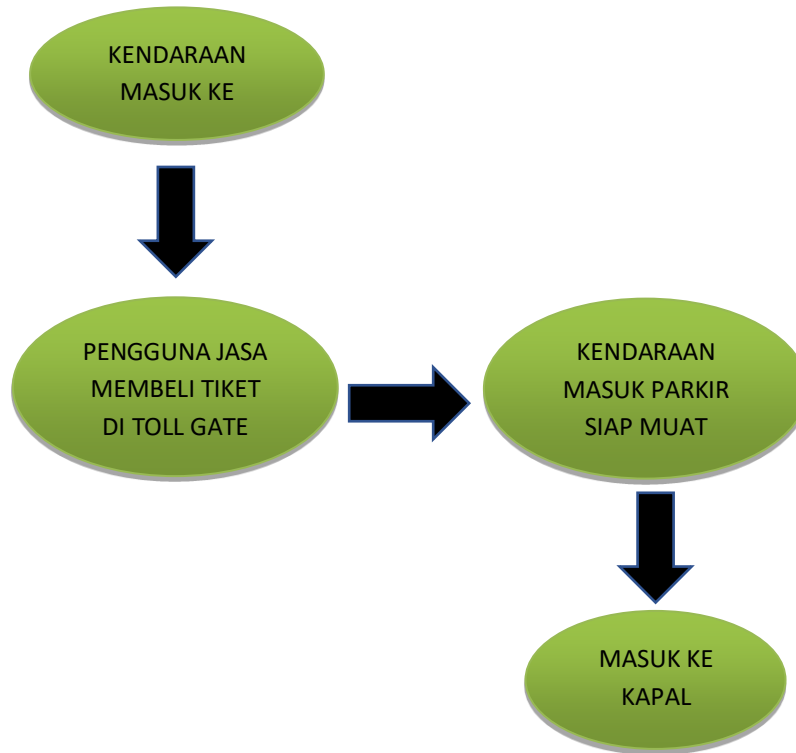 KENDARAAN
MASUK KE
PENGGUNA JASA
MEMBELI TIKET
DI TOLL GATE
KENDARAAN
MASUK PARKIR
SIAP MUAT
MASUK KE
KAPAL